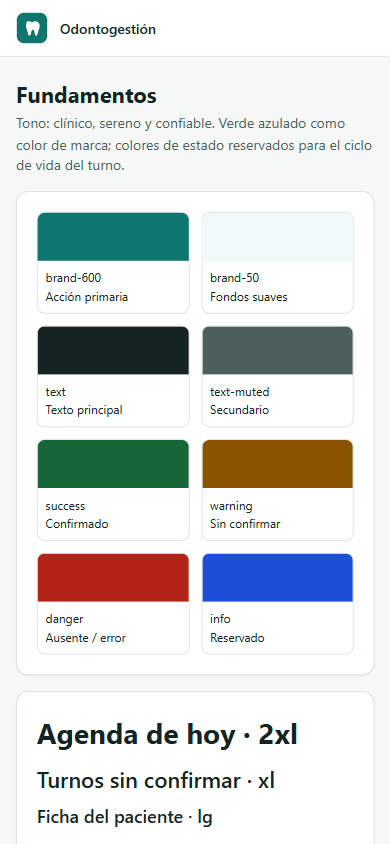 Odontogestión
Fundamentos
Tono: clínico, sereno y confiable. Verde azulado como
color de marca; colores de estado reservados para el ciclo
de vida del turno.
brand-600
Acción primaria
brand-50
Fondos suaves
text
Texto principal
text-muted
Secundario
success
Confirmado
warning
Sin confirmar
danger
Ausente / error
info
Reservado
Agenda de hoy · 2xl
Turnos sin confirmar · xl
Ficha del paciente · lg